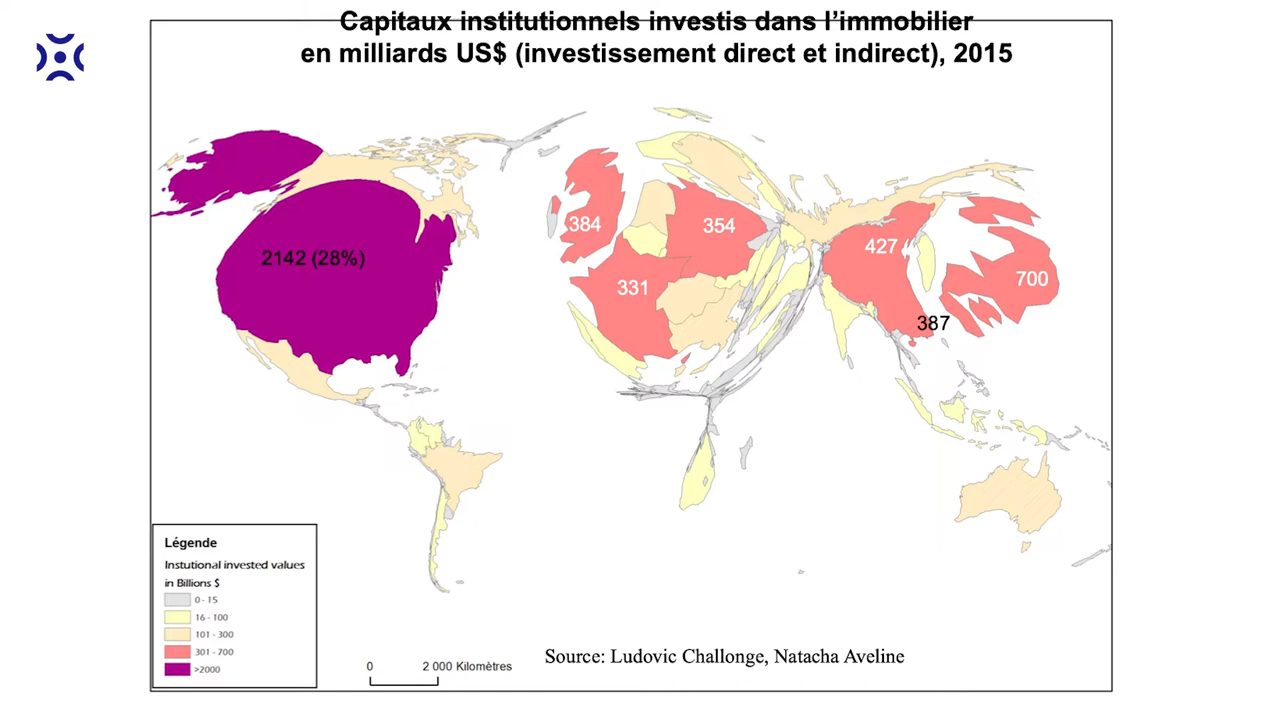 Capitaux institutionnels investis dans l’immobilier
en milliards US$ (investissement direct et indirect), 2015
384
354
427
2142 (28%)
700
331
387
Légende
Instutional invested values
in Billions $
0 - 15
16 - 100
101 - 300
301 - 700
>2000
0 2 000 Kilomètres
Source: Ludovic Challonge, Natacha Aveline